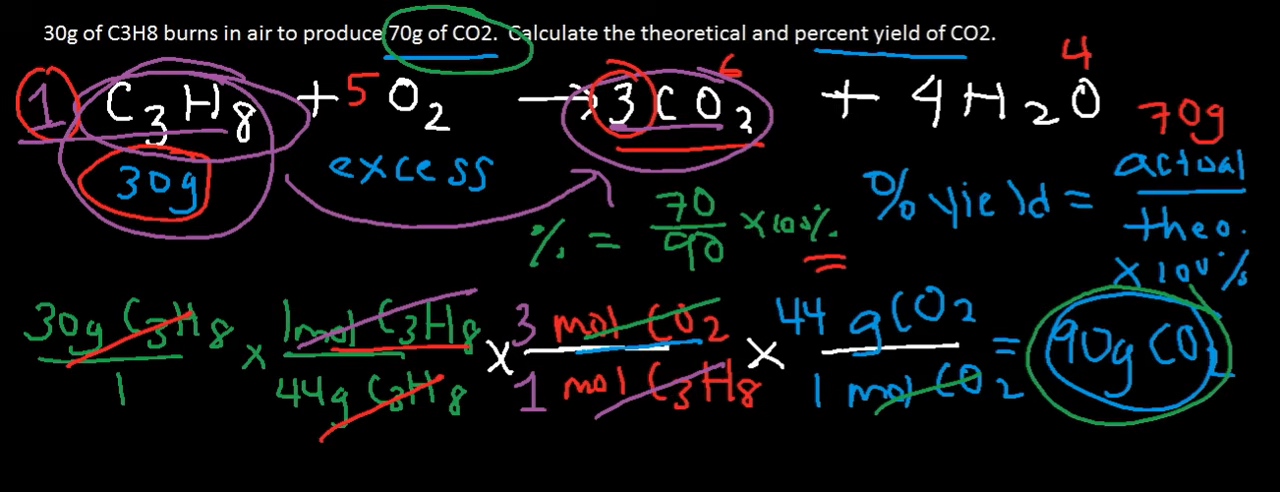 30g of C3H8 burns in air to produce 70g of CO2. Calculate the theoretical and percent yield of CO2.
6 4
1 C3H8 + 5 O2 → 3 CO2 + 4 H2O
70g
30g excess % yield = actual / theo. × 100%
% = 70/90 × 100%
30g C3H8 / 1 × 1 mol C3H8 / 44g C3H8 × 3 mol CO2 / 1 mol C3H8 × 44 g CO2 / 1 mol CO2 = 90g CO2